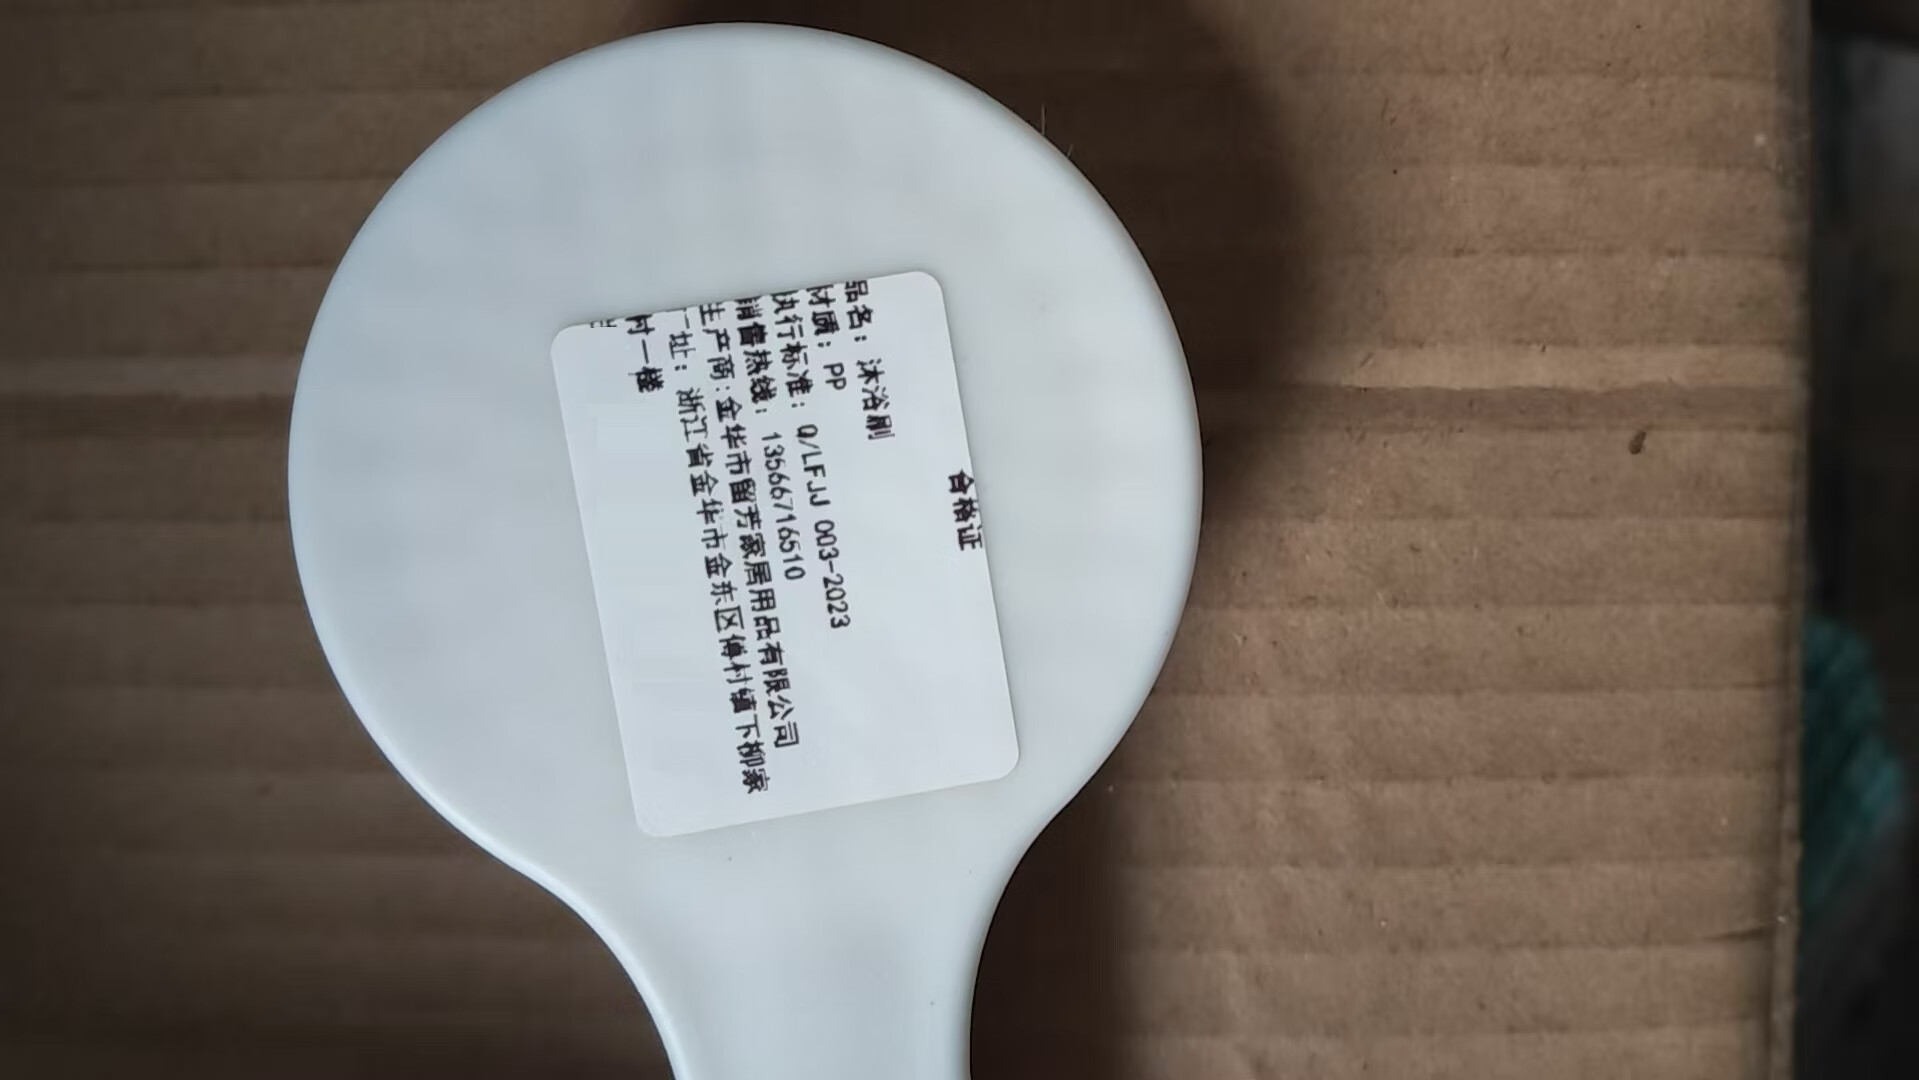 合格证
品名：沐浴刷
材质：PP
执行标准：Q/LFJJ 003-2023
销售热线：13566716510
生产商：金华市留芳家居用品有限公司
厂址：浙江省金华市金东区傅村镇下柳家
村一楼